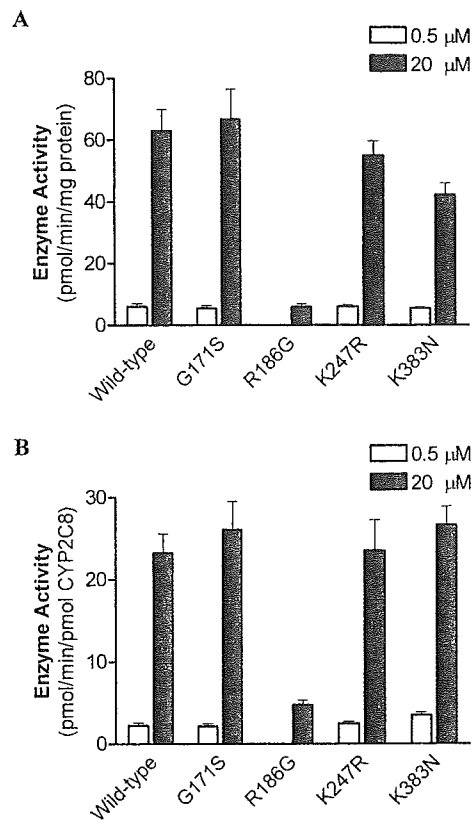 A
0.5 µM
20 µM
Enzyme Activity
(pmol/min/mg protein)
80
60
40
20
0
Wild-type
G171S
R186G
K247R
K383N
B
0.5 µM
20 µM
Enzyme Activity
(pmol/min/pmol CYP2C8)
30
20
10
0
Wild-type
G171S
R186G
K247R
K383N